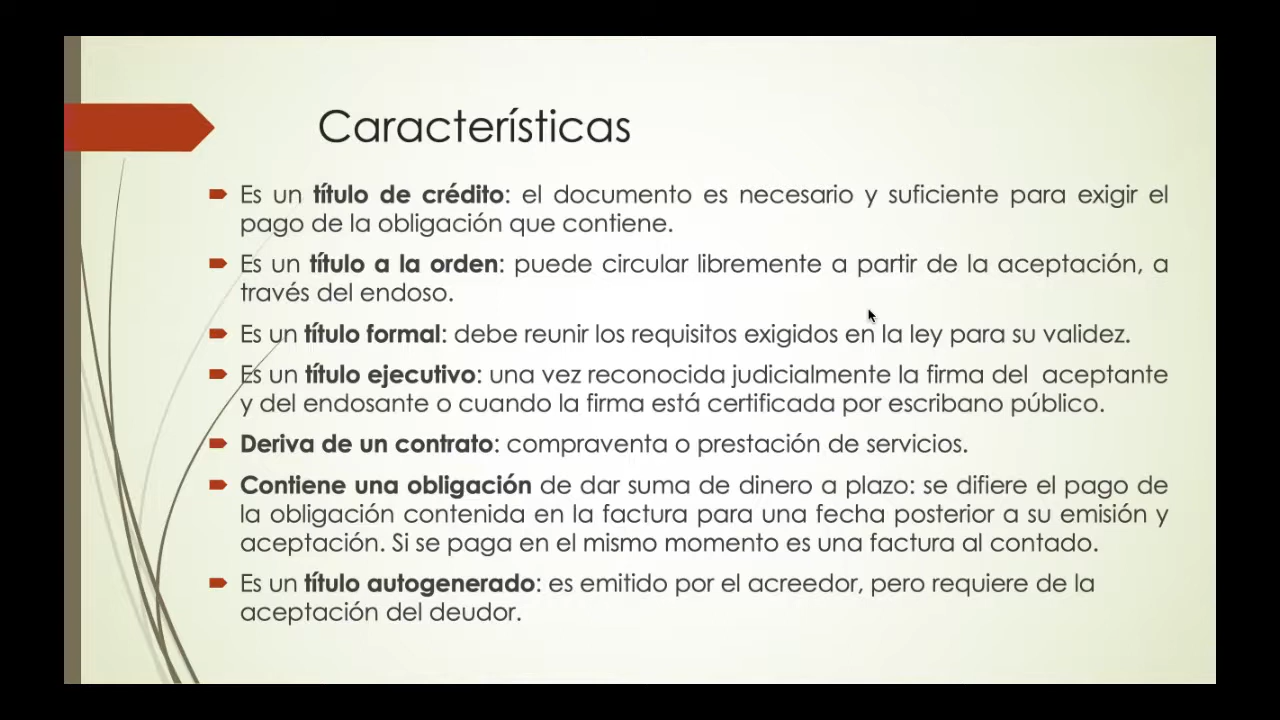 Características
Es un título de crédito: el documento es necesario y suficiente para exigir el
pago de la obligación que contiene.
Es un título a la orden: puede circular libremente a partir de la aceptación, a
través del endoso.
Es un título formal: debe reunir los requisitos exigidos en la ley para su validez.
Es un título ejecutivo: una vez reconocida judicialmente la firma del aceptante
y del endosante o cuando la firma está certificada por escribano público.
Deriva de un contrato: compraventa o prestación de servicios.
Contiene una obligación de dar suma de dinero a plazo: se difiere el pago de
la obligación contenida en la factura para una fecha posterior a su emisión y
aceptación. Si se paga en el mismo momento es una factura al contado.
Es un título autogenerado: es emitido por el acreedor, pero requiere de la
aceptación del deudor.